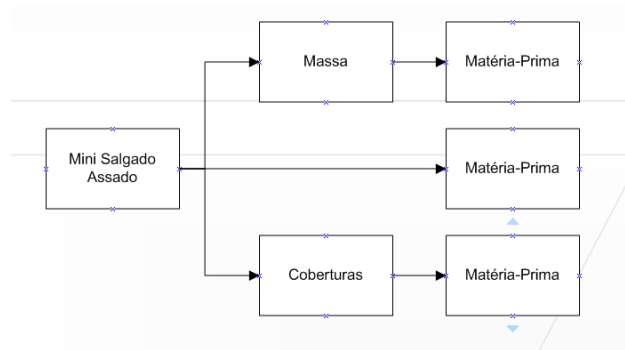 Massa
Matéria-Prima
Mini Salgado
Assado
Matéria-Prima
Coberturas
Matéria-Prima